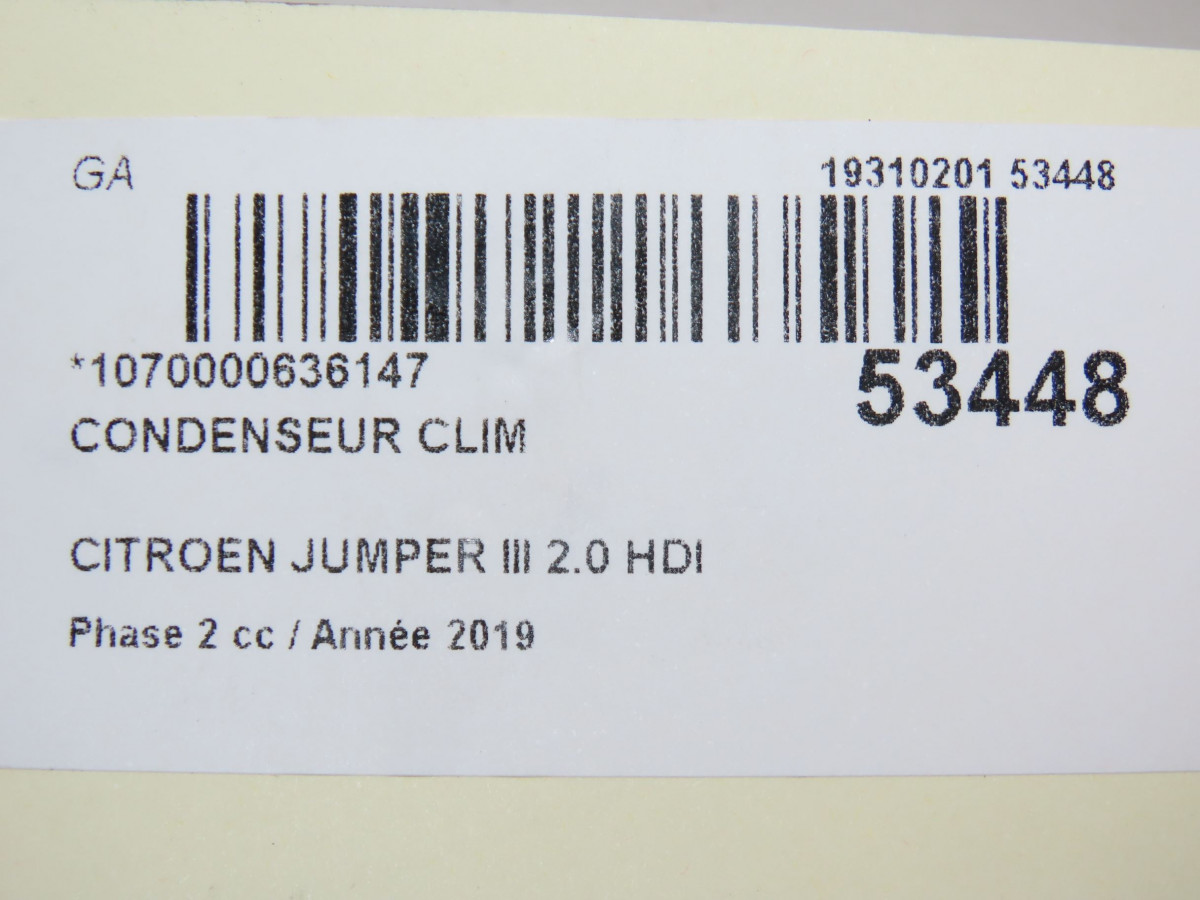 GA
19310201 53448
*1070000636147
53448
CONDENSEUR CLIM
CITROEN JUMPER III 2.0 HDI
Phase 2 cc / Année 2019